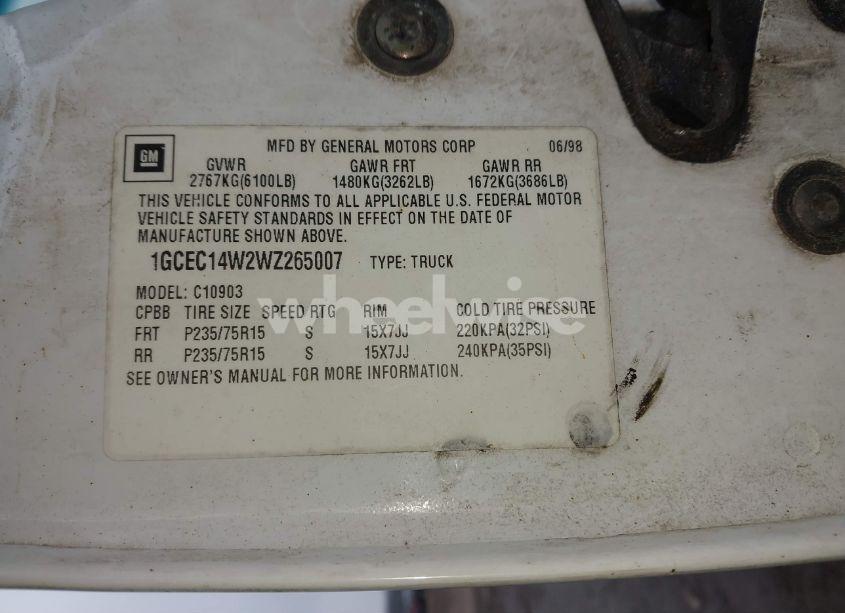 GM
MFD BY GENERAL MOTORS CORP 06/98
GVWR GAWR FRT GAWR RR
2767KG(6100LB) 1480KG(3262LB) 1672KG(3686LB)
THIS VEHICLE CONFORMS TO ALL APPLICABLE U.S. FEDERAL MOTOR
VEHICLE SAFETY STANDARDS IN EFFECT ON THE DATE OF
MANUFACTURE SHOWN ABOVE.
1GCEC14W2WZ265007 TYPE: TRUCK
MODEL: C10903
CPBB TIRE SIZE SPEED RTG RIM COLD TIRE PRESSURE
FRT P235/75R15 S 15X7JJ 220KPA(32PSI)
RR P235/75R15 S 15X7JJ 240KPA(35PSI)
SEE OWNER'S MANUAL FOR MORE INFORMATION.
wheelwise